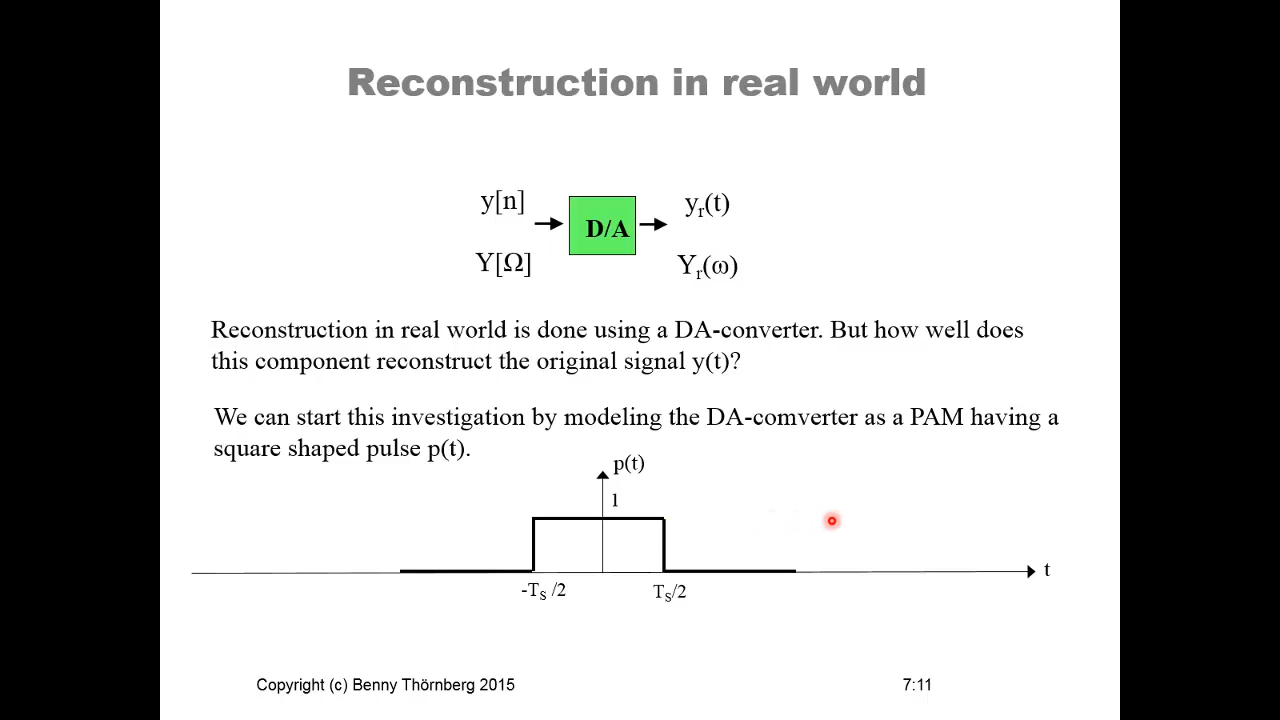 Reconstruction in real world
y[n]
D/A
yᵣ(t)
Y[Ω]
Yᵣ(ω)
Reconstruction in real world is done using a DA-converter. But how well does
this component reconstruct the original signal y(t)?
We can start this investigation by modeling the DA-comverter as a PAM having a
square shaped pulse p(t).
p(t)
1
t
-T_S /2
T_S/2
Copyright (c) Benny Thörnberg 2015
7:11